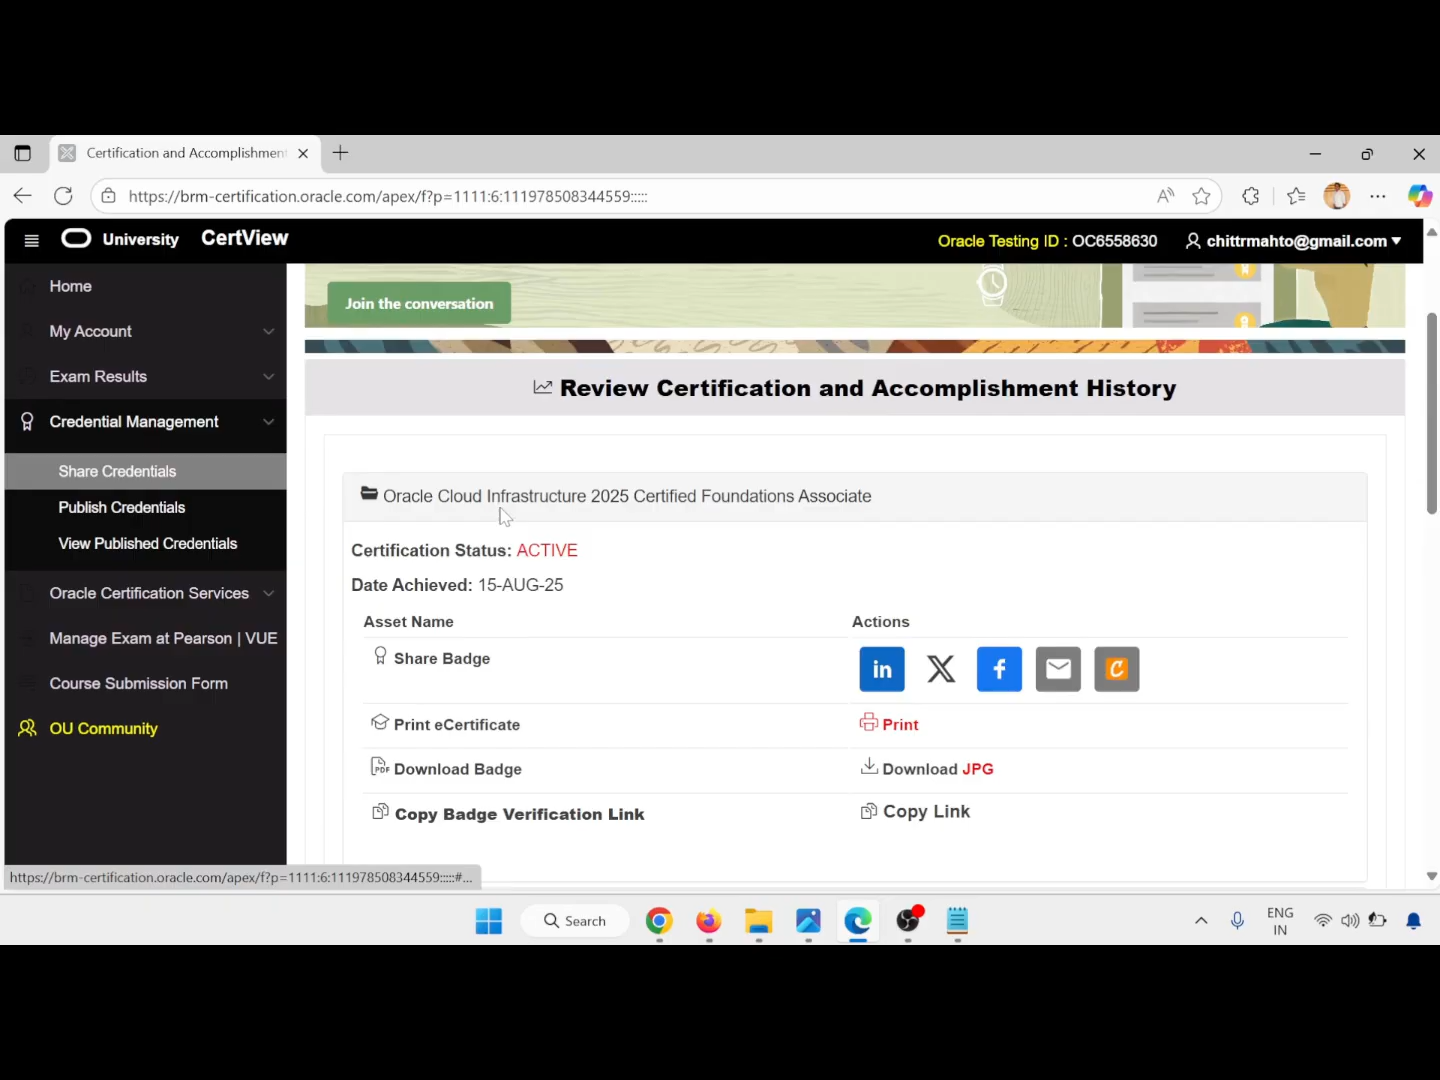 Certification and Accomplishment
https://brm-certification.oracle.com/apex/f?p=1111:6:111978508344559:::::
University CertView
Oracle Testing ID : OC6558630
chittrmahto@gmail.com
Home
My Account
Exam Results
Credential Management
Share Credentials
Publish Credentials
View Published Credentials
Oracle Certification Services
Manage Exam at Pearson | VUE
Course Submission Form
OU Community
Join the conversation
Review Certification and Accomplishment History
Oracle Cloud Infrastructure 2025 Certified Foundations Associate
Certification Status: ACTIVE
Date Achieved: 15-AUG-25
Asset Name Actions
Share Badge
Print eCertificate Print
Download Badge Download JPG
Copy Badge Verification Link Copy Link
https://brm-certification.oracle.com/apex/f?p=1111:6:111978508344559:::::#...
Search
ENG
IN